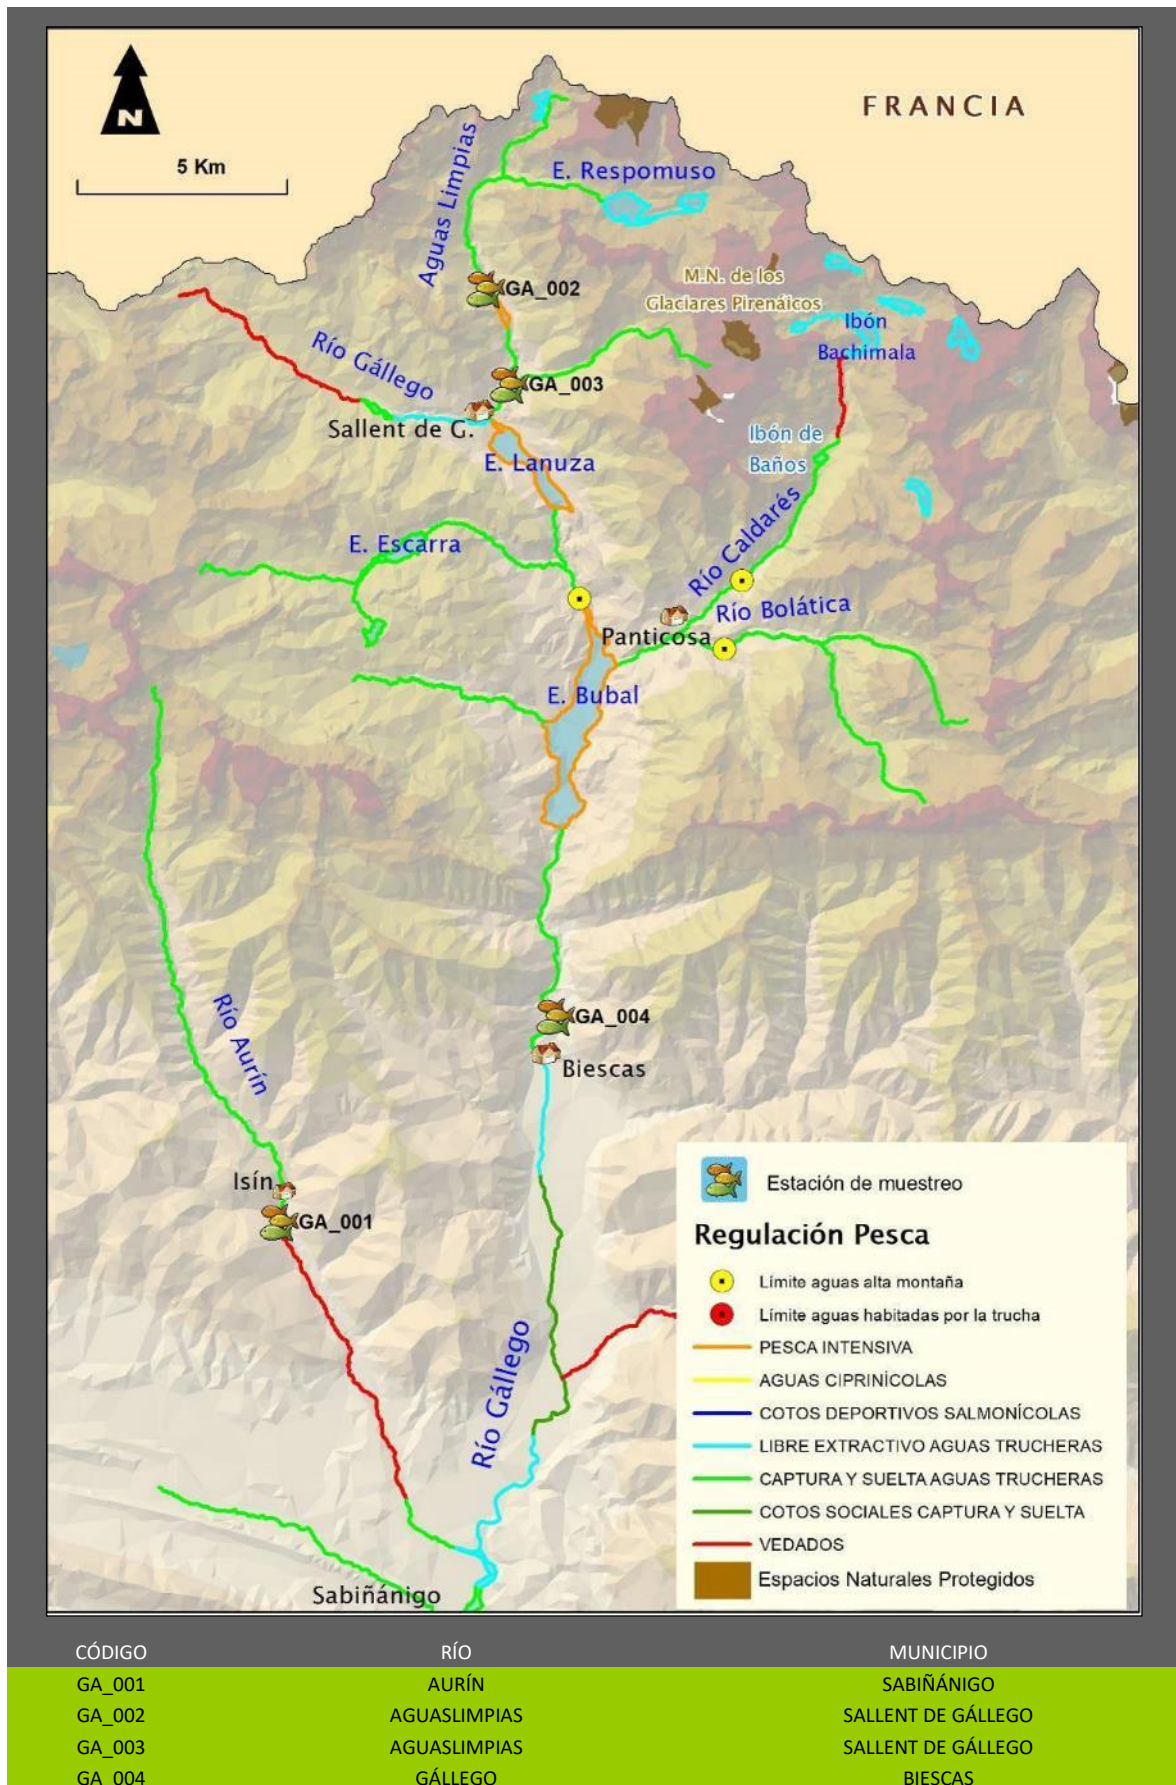 N
5 Km
FRANCIA
Aguas Limpias
E. Respomuso
GA_002
M.N. de los
Glaciares Pirenáicos
Ibón
Bachimala
Río Gállego
GA_003
Sallent de G.
E. Lanuza
Ibón de
Baños
E. Escarra
Río Caldarés
Río Bolática
Panticosa
E. Bubal
Río Aurín
GA_004
Biescas
Isín
GA_001
Río Gállego
Sabiñánigo
Estación de muestreo
Regulación Pesca
Límite aguas alta montaña
Límite aguas habitadas por la trucha
PESCA INTENSIVA
AGUAS CIPRINÍCOLAS
COTOS DEPORTIVOS SALMONÍCOLAS
LIBRE EXTRACTIVO AGUAS TRUCHERAS
CAPTURA Y SUELTA AGUAS TRUCHERAS
COTOS SOCIALES CAPTURA Y SUELTA
VEDADOS
Espacios Naturales Protegidos
CÓDIGO RÍO MUNICIPIO
GA_001 AURÍN SABIÑÁNIGO
GA_002 AGUASLIMPIAS SALLENT DE GÁLLEGO
GA_003 AGUASLIMPIAS SALLENT DE GÁLLEGO
GA_004 GÁLLEGO BIESCAS